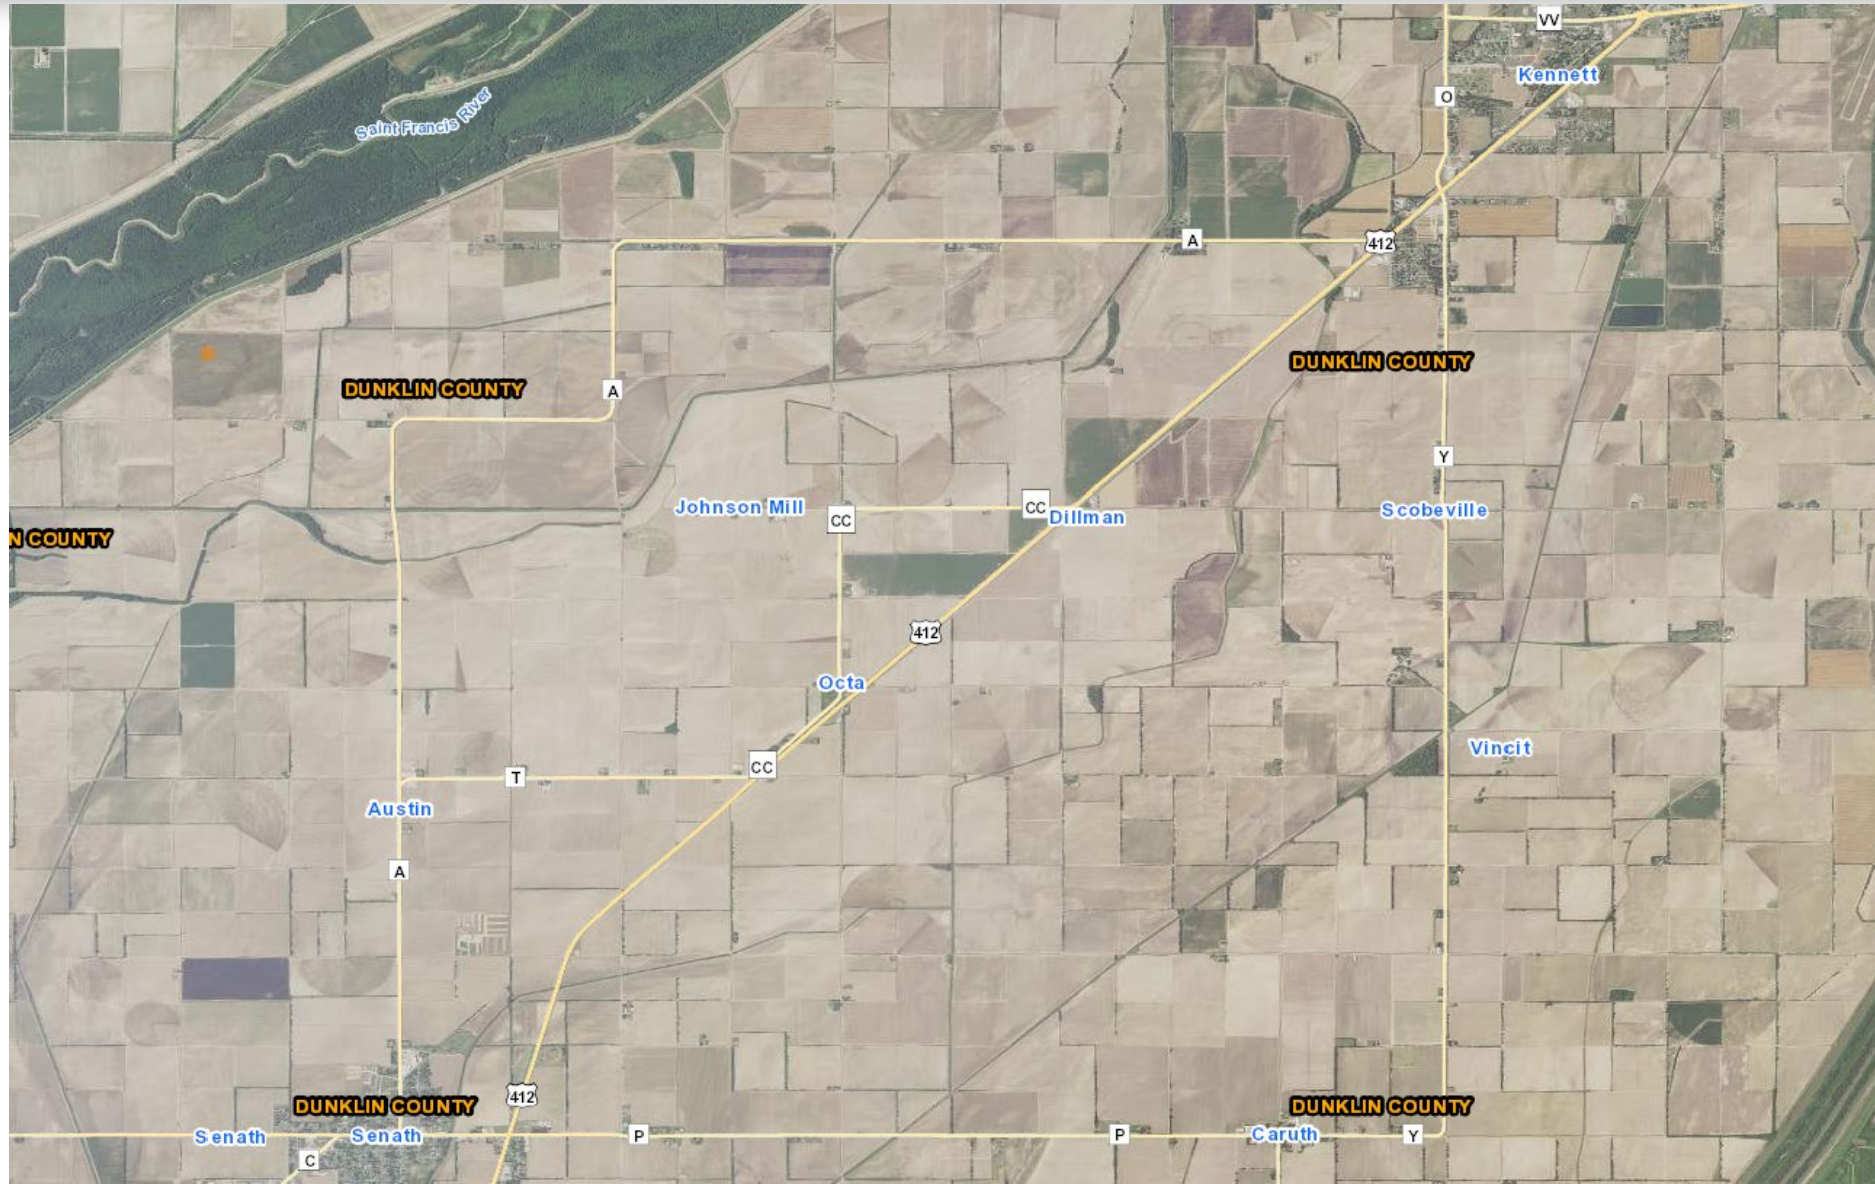 VV
Kennett
O
Saint Francis River
A
412
DUNKLIN COUNTY
DUNKLIN COUNTY
A
Y
Johnson Mill
CC
CC
Dillman
Scobeville
N COUNTY
412
Octa
Vincit
CC
T
Austin
A
412
DUNKLIN COUNTY
DUNKLIN COUNTY
Senath
Senath
P
P
Caruth
Y
C